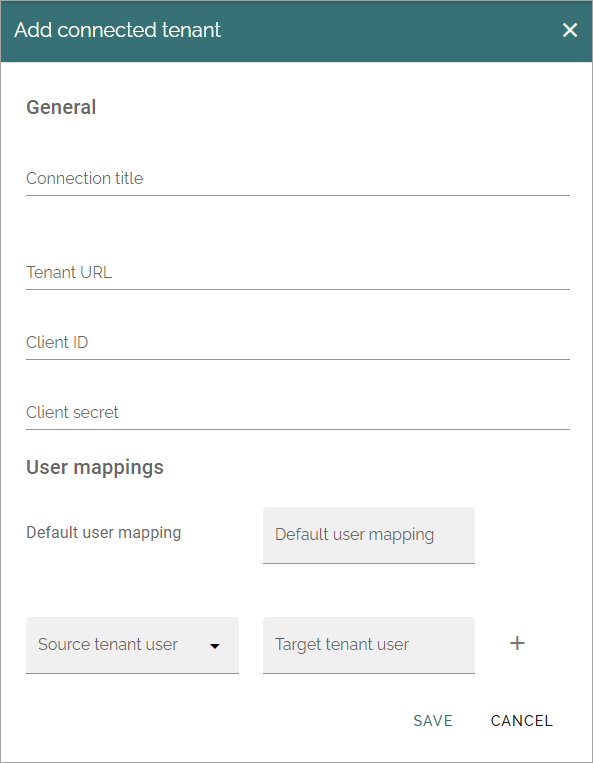 Add connected tenant
General
Connection title
Tenant URL
Client ID
Client secret
User mappings
Default user mapping Default user mapping
Source tenant user Target tenant user +
SAVE CANCEL